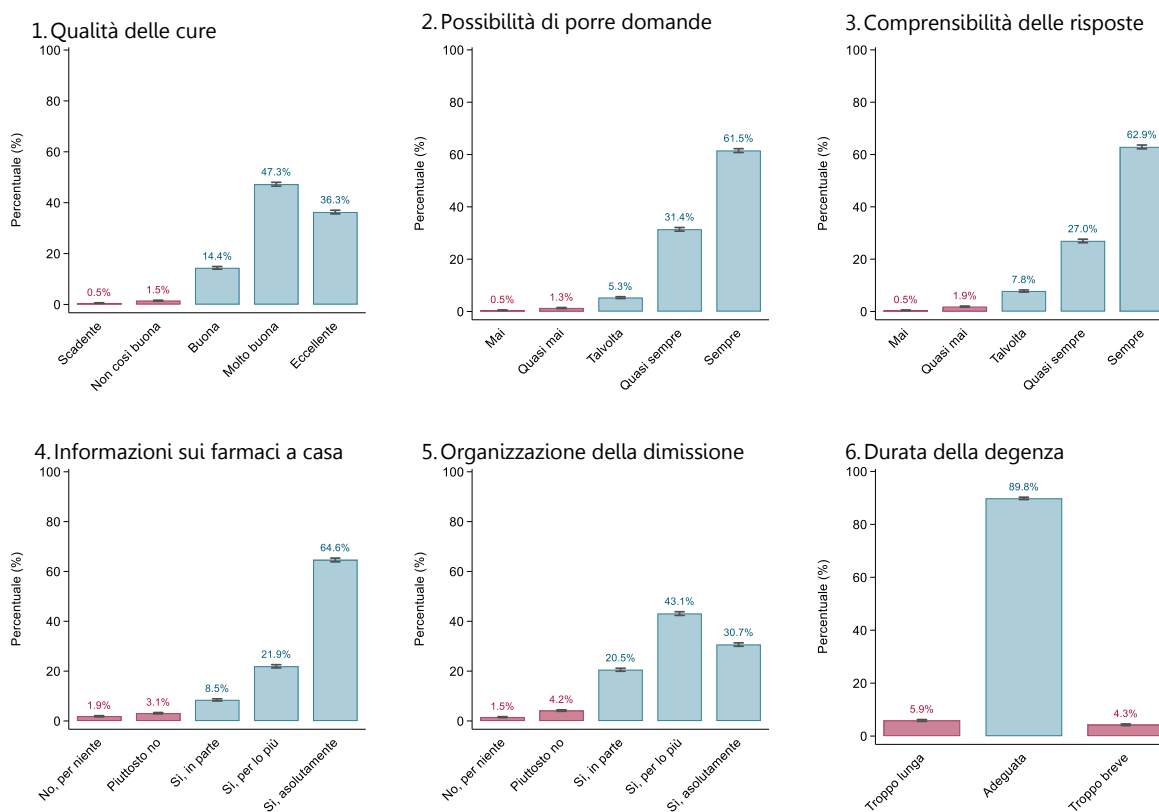 1. Qualità delle cure
Percentuale (%)
100
80
60
40
20
0
0.5%
1.5%
14.4%
47.3%
36.3%
Scadente
Non così buona
Buona
Molto buona
Eccellente
2. Possibilità di porre domande
Percentuale (%)
100
80
60
40
20
0
0.5%
1.3%
5.3%
31.4%
61.5%
Mai
Quasi mai
Talvolta
Quasi sempre
Sempre
3. Comprensibilità delle risposte
Percentuale (%)
100
80
60
40
20
0
0.5%
1.9%
7.8%
27.0%
62.9%
Mai
Quasi mai
Talvolta
Quasi sempre
Sempre
4. Informazioni sui farmaci a casa
Percentuale (%)
100
80
60
40
20
0
1.9%
3.1%
8.5%
21.9%
64.6%
No, per niente
Piuttosto no
Sì, in parte
Sì, per lo più
Sì, asolutamente
5. Organizzazione della dimissione
Percentuale (%)
100
80
60
40
20
0
1.5%
4.2%
20.5%
43.1%
30.7%
No, per niente
Piuttosto no
Sì, in parte
Sì, per lo più
Sì, asolutamente
6. Durata della degenza
Percentuale (%)
100
80
60
40
20
0
5.9%
89.8%
4.3%
Troppo lunga
Adeguata
Troppo breve